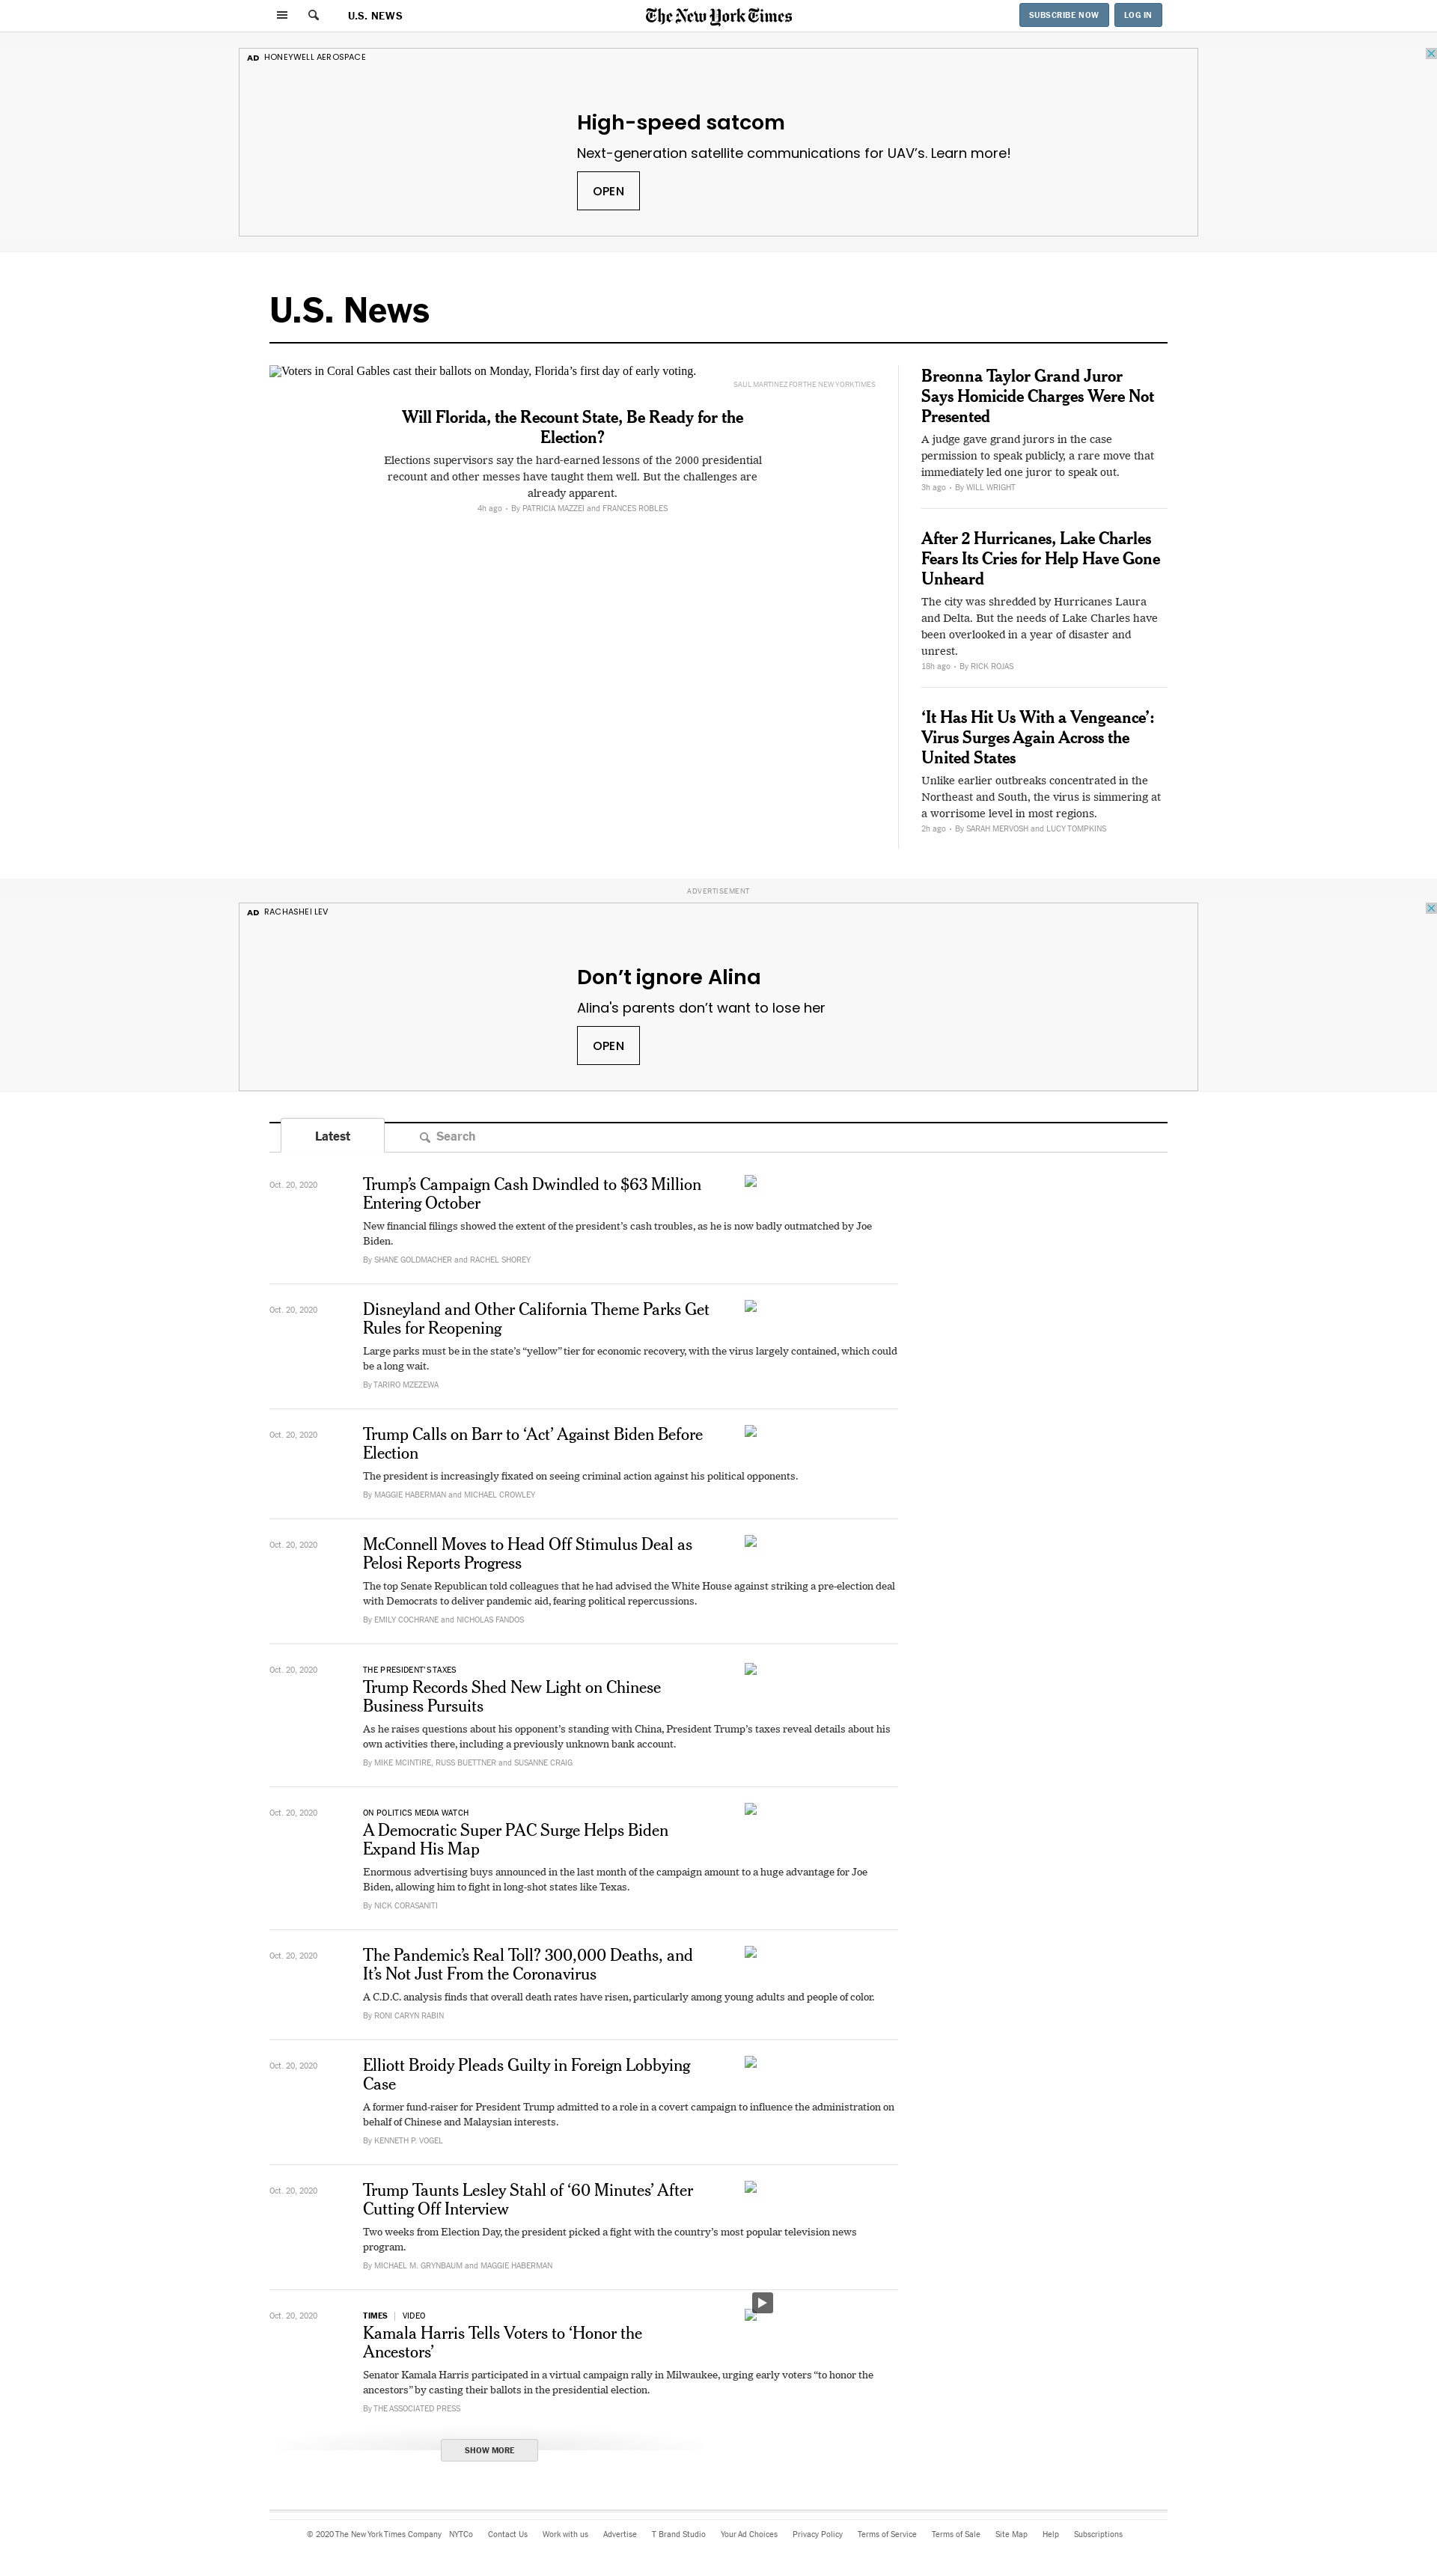 U.S. NEWS
The New York Times
SUBSCRIBE NOW
LOG IN
AD HONEYWELL AEROSPACE
High-speed satcom
Next-generation satellite communications for UAV’s. Learn more!
OPEN
U.S. News
Voters in Coral Gables cast their ballots on Monday, Florida’s first day of early voting.
SAUL MARTINEZ FOR THE NEW YORK TIMES
Will Florida, the Recount State, Be Ready for the
Election?
Elections supervisors say the hard-earned lessons of the 2000 presidential
recount and other messes have taught them well. But the challenges are
already apparent.
4h ago • By PATRICIA MAZZEI and FRANCES ROBLES
Breonna Taylor Grand Juror
Says Homicide Charges Were Not
Presented
A judge gave grand jurors in the case
permission to speak publicly, a rare move that
immediately led one juror to speak out.
3h ago • By WILL WRIGHT
After 2 Hurricanes, Lake Charles
Fears Its Cries for Help Have Gone
Unheard
The city was shredded by Hurricanes Laura
and Delta. But the needs of Lake Charles have
been overlooked in a year of disaster and
unrest.
18h ago • By RICK ROJAS
‘It Has Hit Us With a Vengeance’:
Virus Surges Again Across the
United States
Unlike earlier outbreaks concentrated in the
Northeast and South, the virus is simmering at
a worrisome level in most regions.
2h ago • By SARAH MERVOSH and LUCY TOMPKINS
ADVERTISEMENT
AD RACHASHEI LEV
Don’t ignore Alina
Alina's parents don’t want to lose her
OPEN
Latest
Search
Oct. 20, 2020
Trump’s Campaign Cash Dwindled to $63 Million
Entering October
New financial filings showed the extent of the president’s cash troubles, as he is now badly outmatched by Joe
Biden.
By SHANE GOLDMACHER and RACHEL SHOREY
Oct. 20, 2020
Disneyland and Other California Theme Parks Get
Rules for Reopening
Large parks must be in the state’s “yellow” tier for economic recovery, with the virus largely contained, which could
be a long wait.
By TARIRO MZEZEWA
Oct. 20, 2020
Trump Calls on Barr to ‘Act’ Against Biden Before
Election
The president is increasingly fixated on seeing criminal action against his political opponents.
By MAGGIE HABERMAN and MICHAEL CROWLEY
Oct. 20, 2020
McConnell Moves to Head Off Stimulus Deal as
Pelosi Reports Progress
The top Senate Republican told colleagues that he had advised the White House against striking a pre-election deal
with Democrats to deliver pandemic aid, fearing political repercussions.
By EMILY COCHRANE and NICHOLAS FANDOS
Oct. 20, 2020
THE PRESIDENT’S TAXES
Trump Records Shed New Light on Chinese
Business Pursuits
As he raises questions about his opponent’s standing with China, President Trump’s taxes reveal details about his
own activities there, including a previously unknown bank account.
By MIKE MCINTIRE, RUSS BUETTNER and SUSANNE CRAIG
Oct. 20, 2020
ON POLITICS MEDIA WATCH
A Democratic Super PAC Surge Helps Biden
Expand His Map
Enormous advertising buys announced in the last month of the campaign amount to a huge advantage for Joe
Biden, allowing him to fight in long-shot states like Texas.
By NICK CORASANITI
Oct. 20, 2020
The Pandemic’s Real Toll? 300,000 Deaths, and
It’s Not Just From the Coronavirus
A C.D.C. analysis finds that overall death rates have risen, particularly among young adults and people of color.
By RONI CARYN RABIN
Oct. 20, 2020
Elliott Broidy Pleads Guilty in Foreign Lobbying
Case
A former fund-raiser for President Trump admitted to a role in a covert campaign to influence the administration on
behalf of Chinese and Malaysian interests.
By KENNETH P. VOGEL
Oct. 20, 2020
Trump Taunts Lesley Stahl of ‘60 Minutes’ After
Cutting Off Interview
Two weeks from Election Day, the president picked a fight with the country’s most popular television news
program.
By MICHAEL M. GRYNBAUM and MAGGIE HABERMAN
Oct. 20, 2020
TIMES | VIDEO
Kamala Harris Tells Voters to ‘Honor the
Ancestors’
Senator Kamala Harris participated in a virtual campaign rally in Milwaukee, urging early voters “to honor the
ancestors” by casting their ballots in the presidential election.
By THE ASSOCIATED PRESS
SHOW MORE
© 2020 The New York Times Company NYTCo Contact Us Work with us Advertise T Brand Studio Your Ad Choices Privacy Policy Terms of Service Terms of Sale Site Map Help Subscriptions